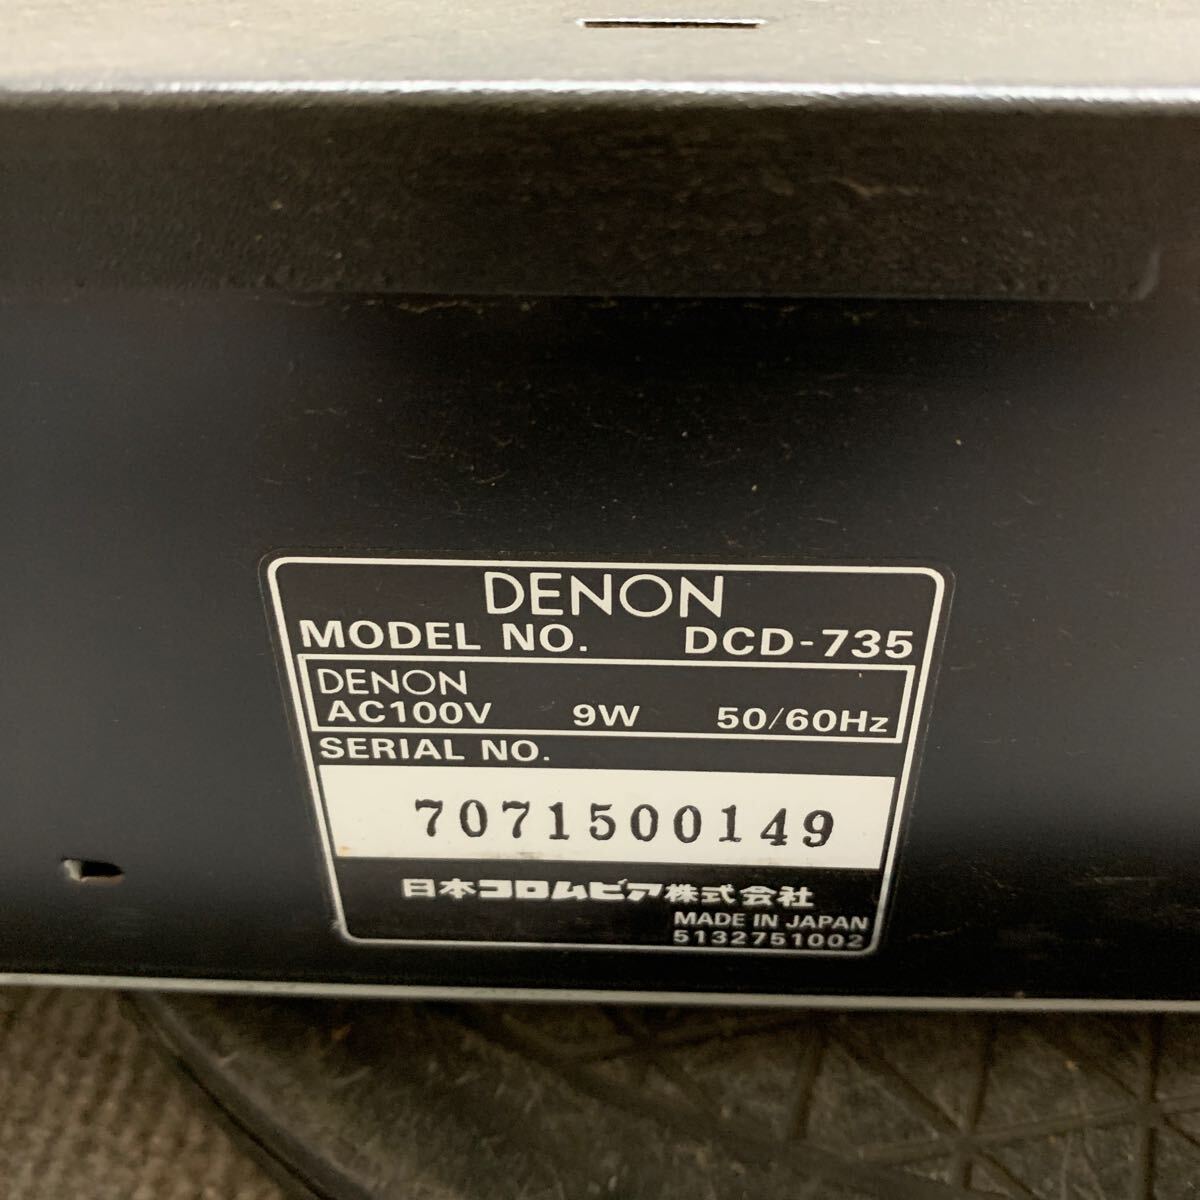 DENON
MODEL NO. DCD-735
DENON
AC100V 9W 50/60Hz
SERIAL NO.
7071500149
日本コロムビア株式会社
MADE IN JAPAN
5132751002